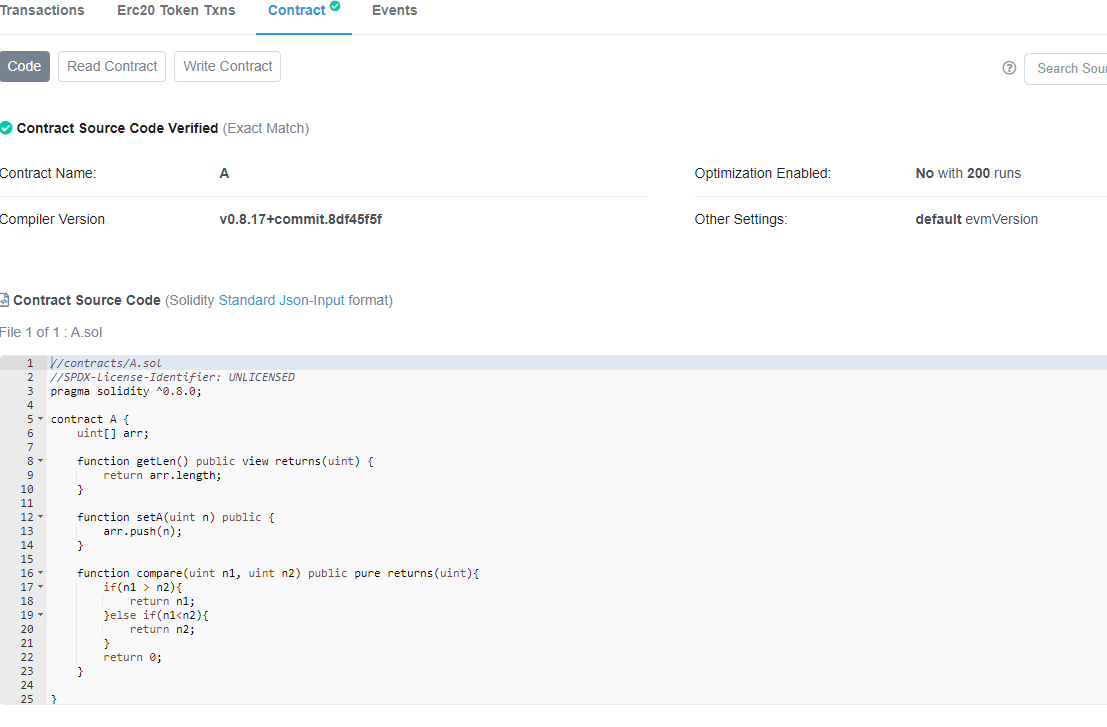 Transactions Erc20 Token Txns Contract Events
Code Read Contract Write Contract Search Sour
Contract Source Code Verified (Exact Match)
Contract Name: A Optimization Enabled: No with 200 runs
Compiler Version v0.8.17+commit.8df45f5f Other Settings: default evmVersion
Contract Source Code (Solidity Standard Json-Input format)
File 1 of 1 : A.sol
1 //contracts/A.sol
2 //SPDX-License-Identifier: UNLICENSED
3 pragma solidity ^0.8.0;
4
5 contract A {
6 uint[] arr;
7
8 function getLen() public view returns(uint) {
9 return arr.length;
10 }
11
12 function setA(uint n) public {
13 arr.push(n);
14 }
15
16 function compare(uint n1, uint n2) public pure returns(uint){
17 if(n1 > n2){
18 return n1;
19 }else if(n1<n2){
20 return n2;
21 }
22 return 0;
23 }
24
25 }